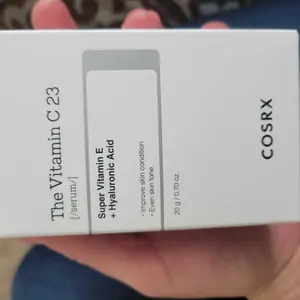 The Vitamin C 23
[/serum/]
Super Vitamin E
+ Hyaluronic Acid
• Improve skin condition
• Even skin tone
20 g / 0.70 oz.
COSRX